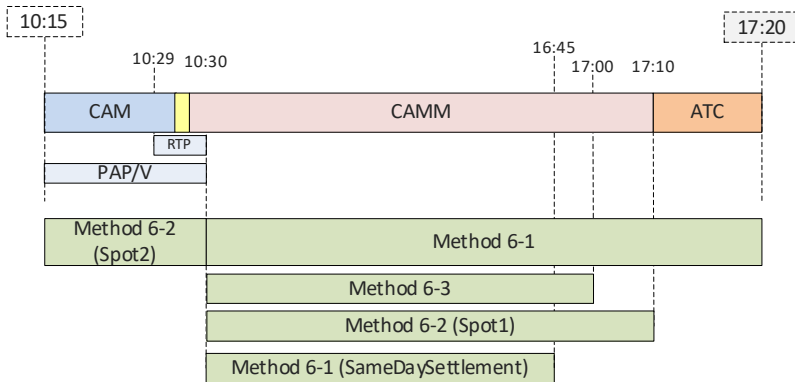 10:15
17:20
10:29
10:30
16:45
17:00
17:10
CAM
CAMM
ATC
RTP
PAP/V
Method 6-2
(Spot2)
Method 6-1
Method 6-3
Method 6-2 (Spot1)
Method 6-1 (SameDaySettlement)